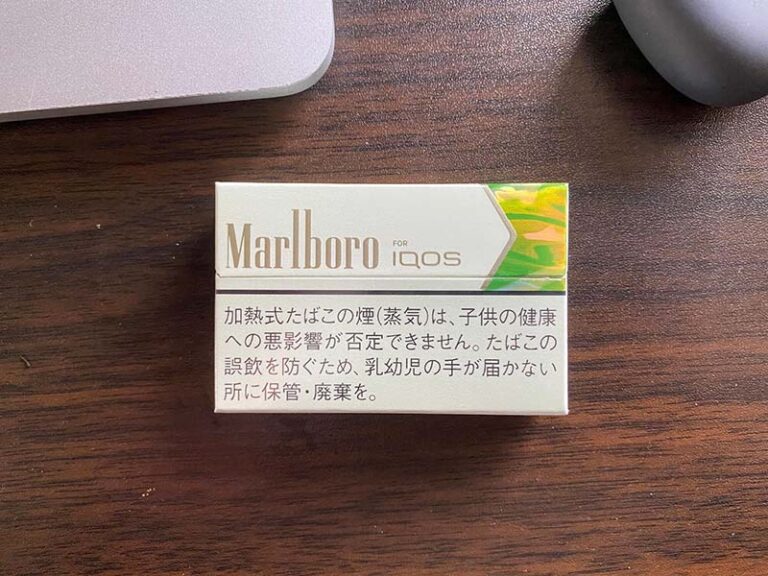 Marlboro FOR IQOS
加熱式たばこの煙(蒸気)は、子供の健康
への悪影響が否定できません。たばこの
誤飲を防ぐため、乳幼児の手が届かない
所に保管・廃棄を。